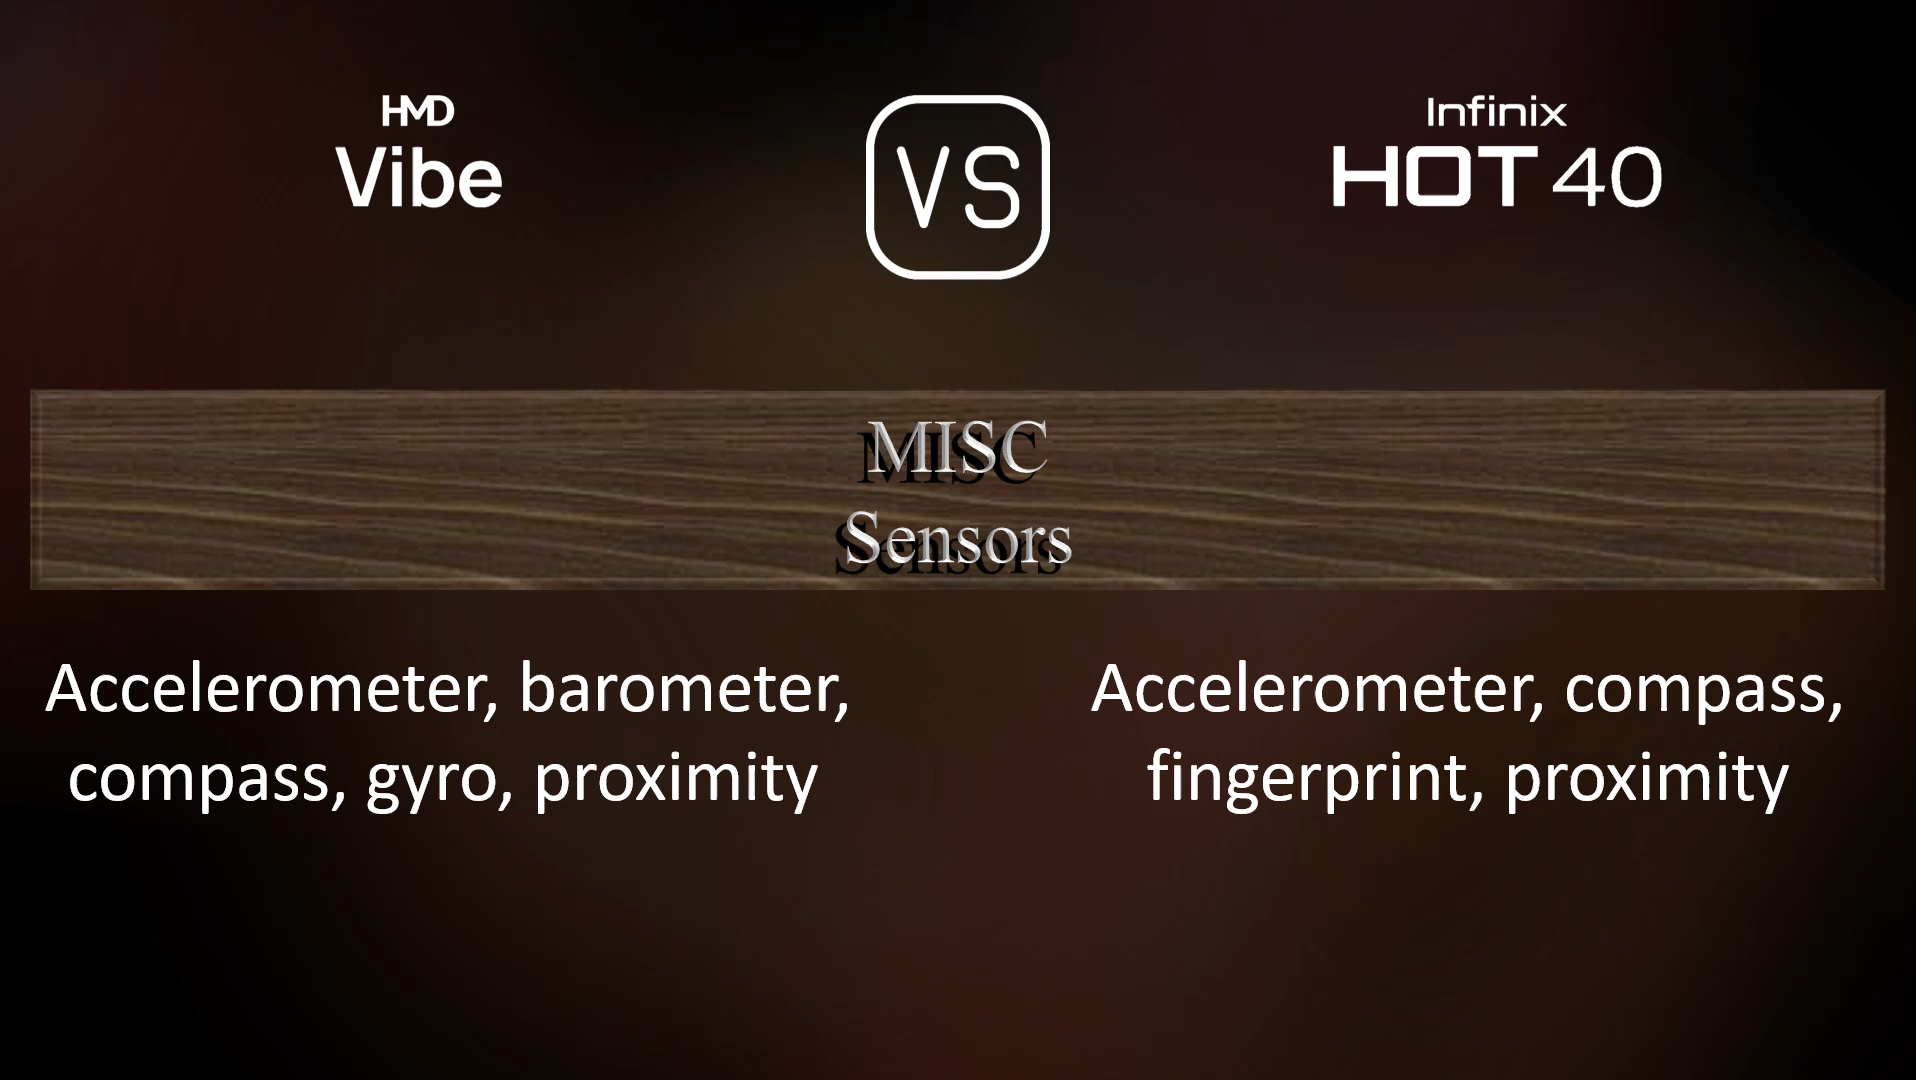 HMD
Vibe
VS
Infinix
HOT 40
MISC
Sensors
Accelerometer, barometer,
compass, gyro, proximity
Accelerometer, compass,
fingerprint, proximity